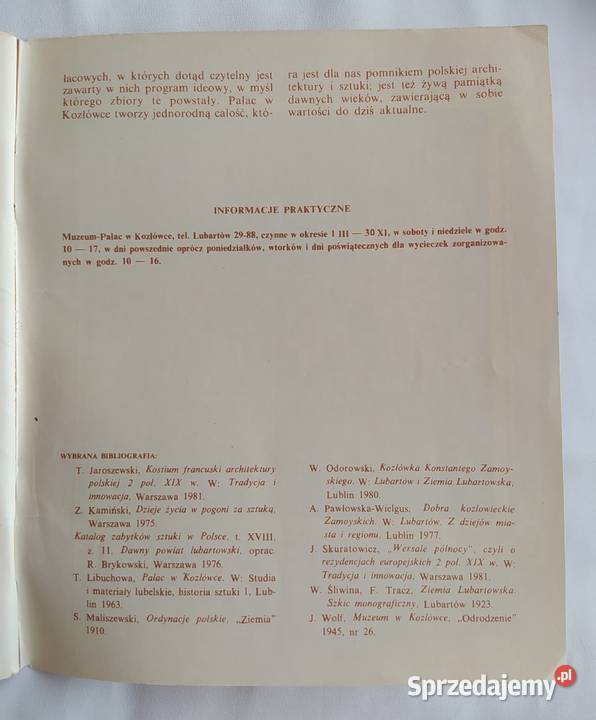 łacowych, w których dotąd czytelny jest
zawarty w nich program ideowy, w myśl
którego zbiory te powstały. Pałac w
Kozłówce tworzy jednorodną całość, któ-
ra jest dla nas pomnikiem polskiej archi-
tektury i sztuki, jest też żywą pamiątką
dawnych wieków, zawierającą w sobie
wartości do dziś aktualne.
INFORMACJE PRAKTYCZNE
Muzeum-Pałac w Kozłówce, tel. Lubartów 29-88, czynne w okresie 1 III — 30 XI, w soboty i niedziele w godz.
10 — 17, w dni powszednie oprócz poniedziałków, wtorków i dni poświątecznych dla wycieczek zorganizowa-
nych w godz. 10 — 16.
WYBRANA BIBLIOGRAFIA:
T. Jaroszewski, Kostium francuski architektury
polskiej 2 poł. XIX w. W: Tradycja i
innowacja, Warszawa 1981.
Z. Kamiński, Dzieje życia w pogoni za sztuką,
Warszawa 1975.
Katalog zabytków sztuki w Polsce, t. XVIII,
z. 11. Dawny powiat lubartowski, oprac.
R. Brykowski, Warszawa 1976.
T. Libuchowa, Pałac w Kozłówce. W: Studia
i materiały lubelskie, historia sztuki 1, Lub-
lin 1963.
S. Maliszewski, Ordynacje polskie, „Ziemia”
1910.
W. Odorowski, Kozłówka Konstantego Zamoy-
skiego. W: Lubartów i Ziemia Lubartowska,
Lublin 1980.
A. Pawłowska-Wielgus, Dobra kozłowieckie
Zamoyskich. W: Lubartów. Z dziejów mia-
sta i regionu, Lublin 1977.
J. Skuratowicz, „Wersale północy”, czyli o
rezydencjach europejskich 2 poł. XIX w. W:
Tradycja i innowacja, Warszawa 1981.
W. Śliwina, F. Tracz, Ziemia Lubartowska.
Szkic monograficzny, Lubartów 1923.
J. Wolf, Muzeum w Kozłówce, „Odrodzenie”
1945, nr 26.
Sprzedajemy.pl